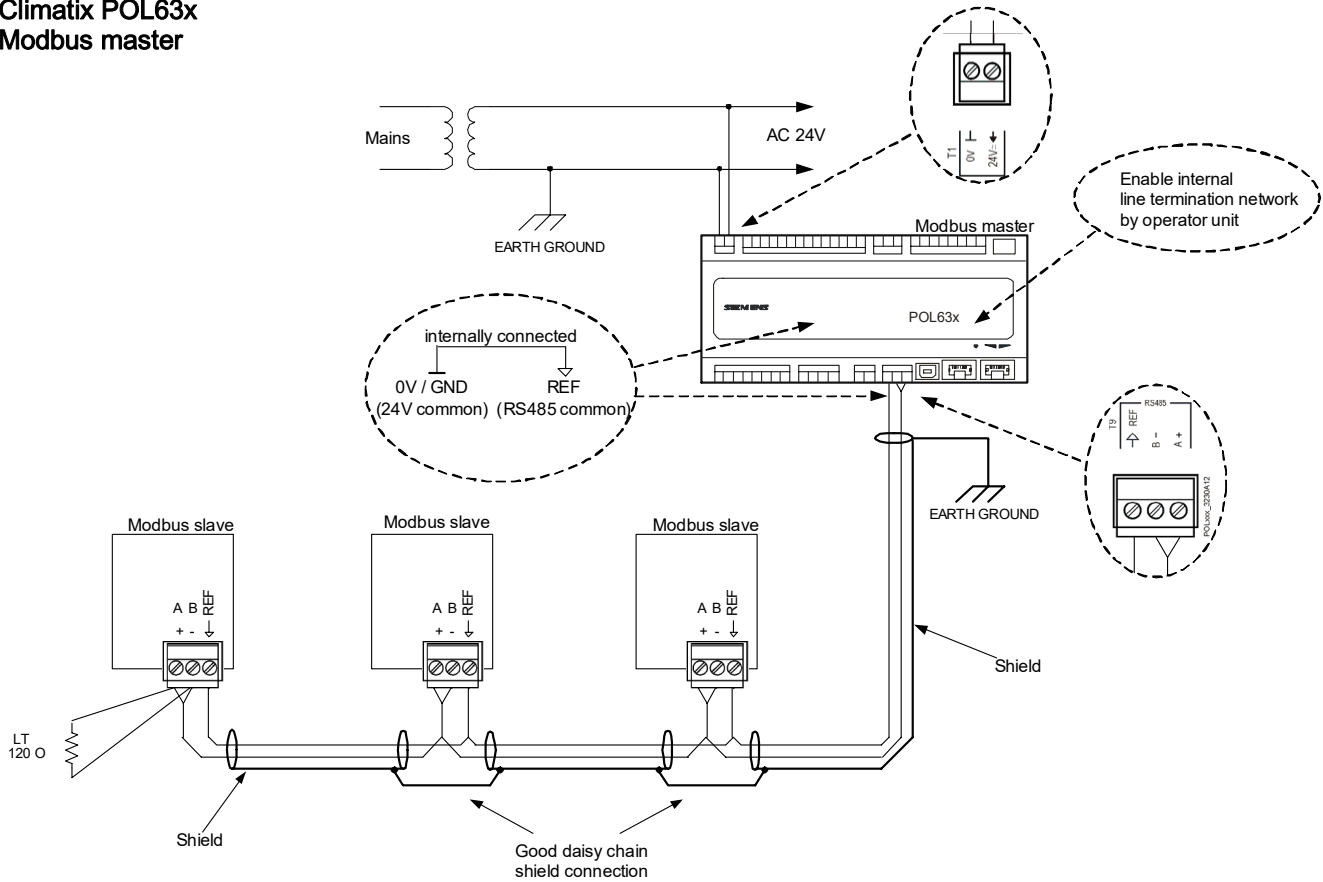 Climatix POL63x
Modbus master
Mains
AC 24V
EARTH GROUND
T1
0V
24V=
Enable internal
line termination network
by operator unit
Modbus master
SIEMENS
POL63x
internally connected
0V / GND
REF
(24V common)
(RS485 common)
RS485
T9
REF
B -
A +
POLxxx_3230A12
EARTH GROUND
Modbus slave
Modbus slave
Modbus slave
A B REF
+ -
A B REF
+ -
A B REF
+ -
Shield
LT
120 O
Shield
Good daisy chain
shield connection